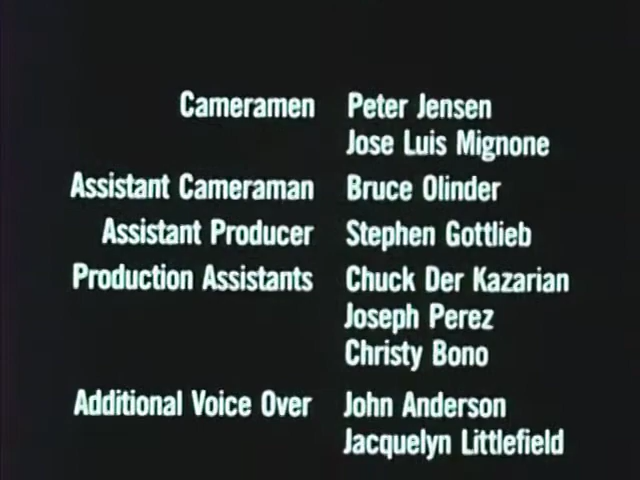 Cameramen Peter Jensen
Jose Luis Mignone
Assistant Cameraman Bruce Olinder
Assistant Producer Stephen Gottlieb
Production Assistants Chuck Der Kazarian
Joseph Perez
Christy Bono
Additional Voice Over John Anderson
Jacquelyn Littlefield